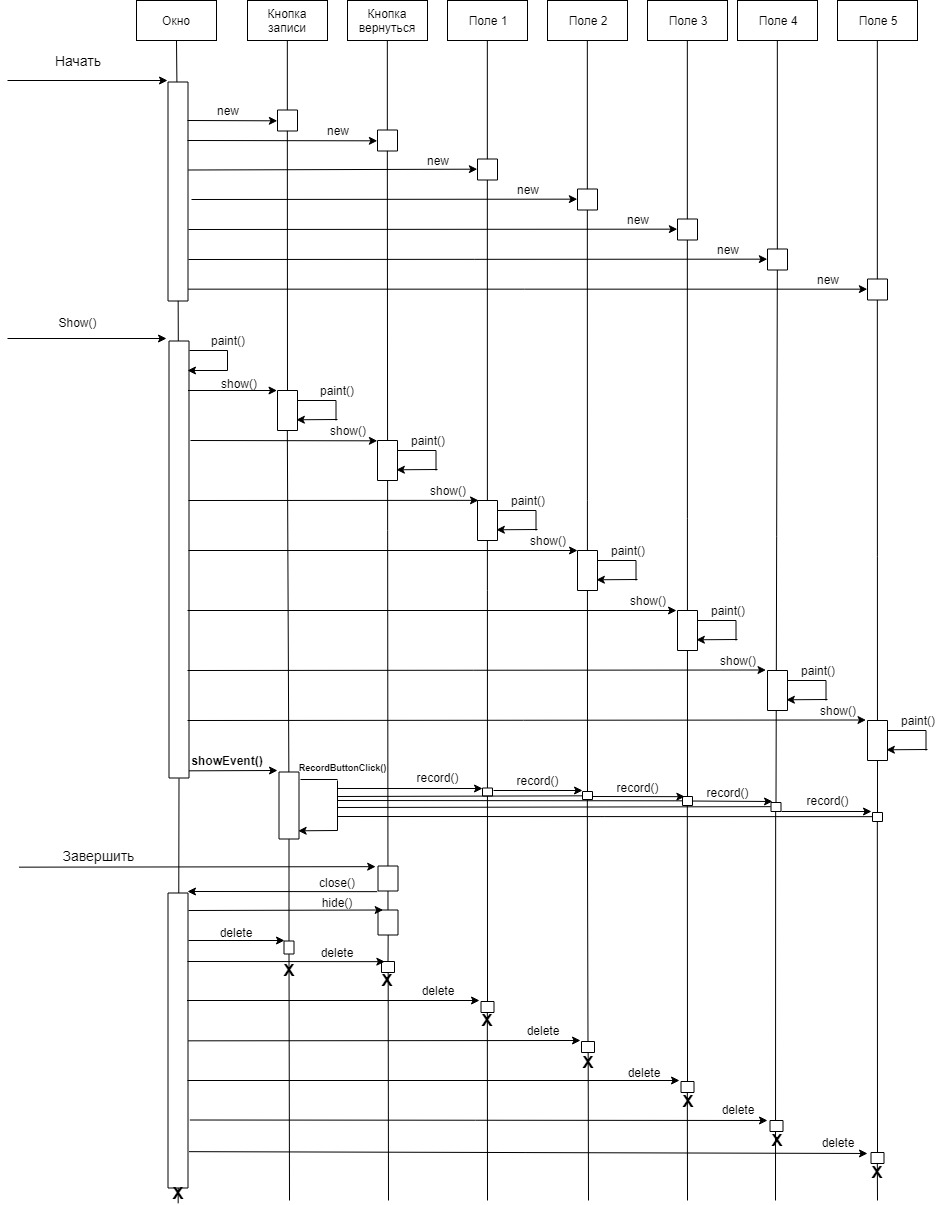 Окно
Кнопка
записи
Кнопка
вернуться
Поле 1
Поле 2
Поле 3
Поле 4
Поле 5
Начать
new
new
new
new
new
new
new
Show()
paint()
show()
paint()
show()
paint()
show()
paint()
show()
paint()
show()
paint()
show()
paint()
show()
paint()
showEvent()
RecordButtonClick()
record()
record()
record()
record()
record()
Завершить
close()
hide()
delete
X
delete
X
delete
X
delete
X
delete
X
delete
X
delete
X
X